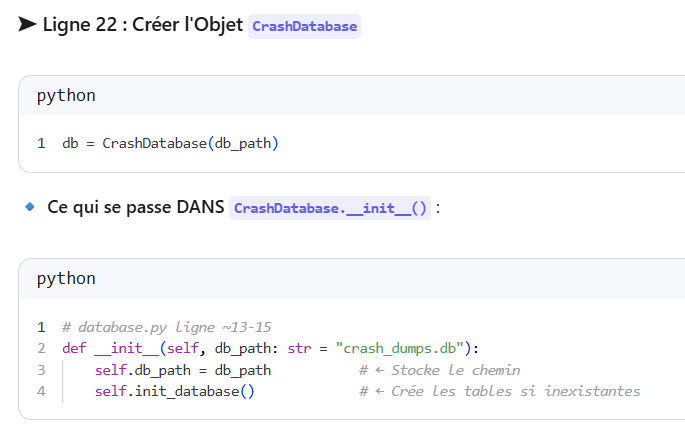 ➤ Ligne 22 : Créer l'Objet CrashDatabase
python
1 db = CrashDatabase(db_path)
🔹 Ce qui se passe DANS CrashDatabase.__init__() :
python
1 # database.py ligne ~13-15
2 def __init__(self, db_path: str = "crash_dumps.db"):
3     self.db_path = db_path           # ← Stocke le chemin
4     self.init_database()             # ← Crée les tables si inexistantes